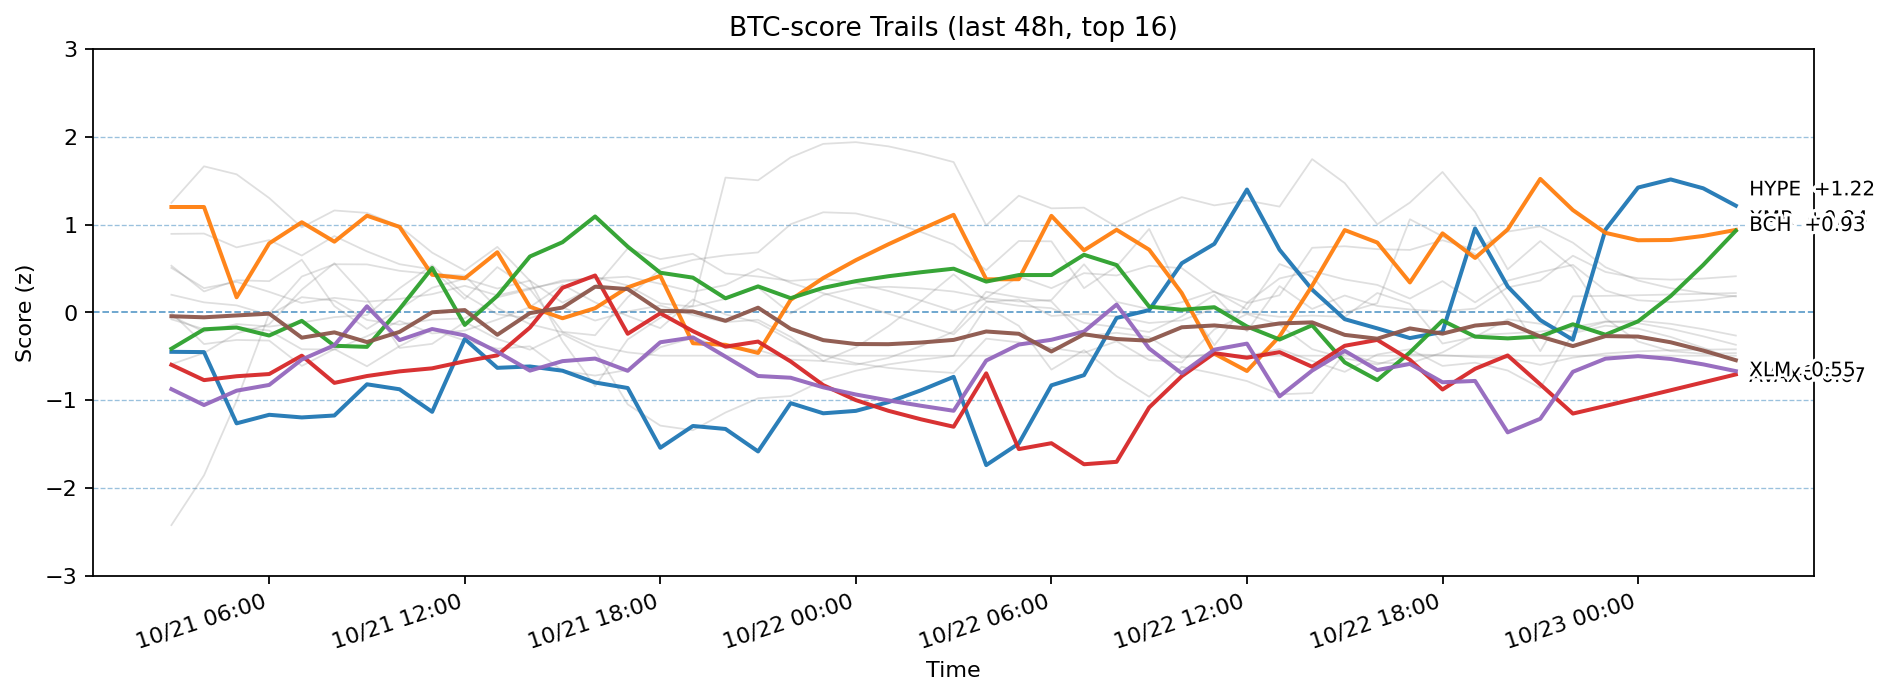 BTC-score Trails (last 48h, top 16)
3
2
1
0
−1
−2
−3
Score (z)
HYPE +1.22
BCH +0.93
XLM -0.55
10/21 06:00
10/21 12:00
10/21 18:00
10/22 00:00
10/22 06:00
10/22 12:00
10/22 18:00
10/23 00:00
Time